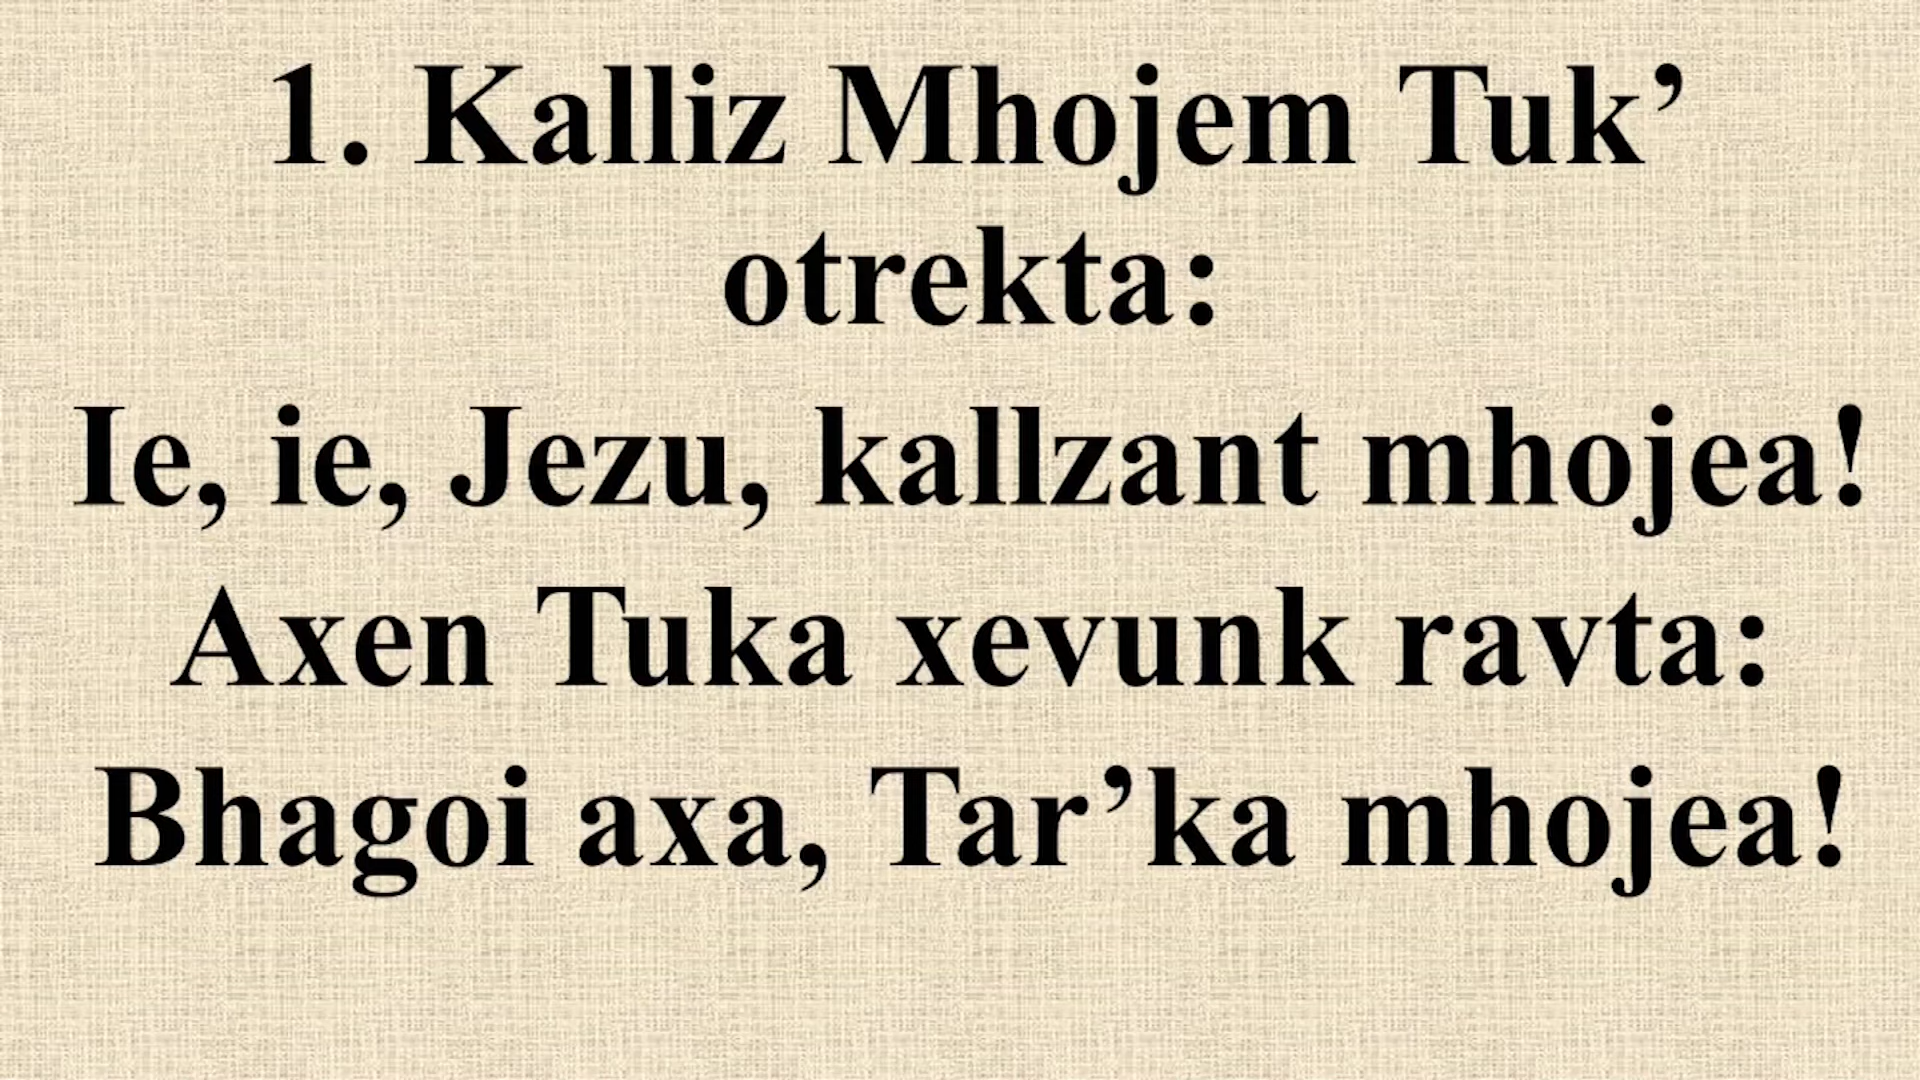 1. Kalliz Mhojem Tuk’
otrekta:
Ie, ie, Jezu, kallzant mhojea!
Axen Tuka xevunk ravta:
Bhagoi axa, Tar’ka mhojea!